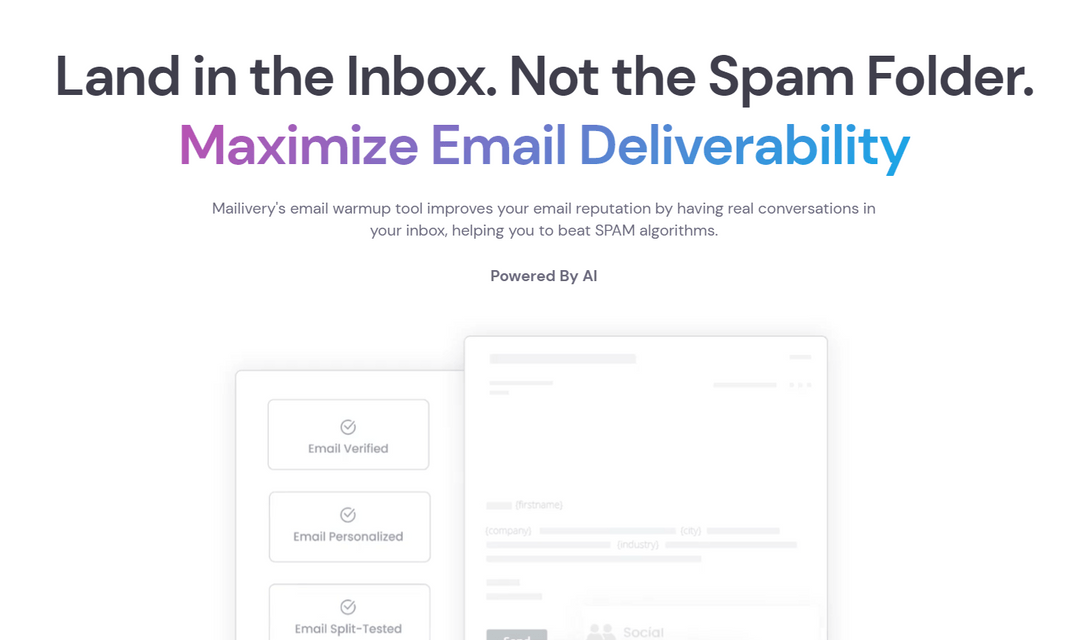 Land in the Inbox. Not the Spam Folder.
Maximize Email Deliverability
Mailivery's email warmup tool improves your email reputation by having real conversations in
your inbox, helping you to beat SPAM algorithms.
Powered By AI
Email Verified
Email Personalized
Email Split-Tested
{firstname}
{company} {city}
{industry}
Send
Social